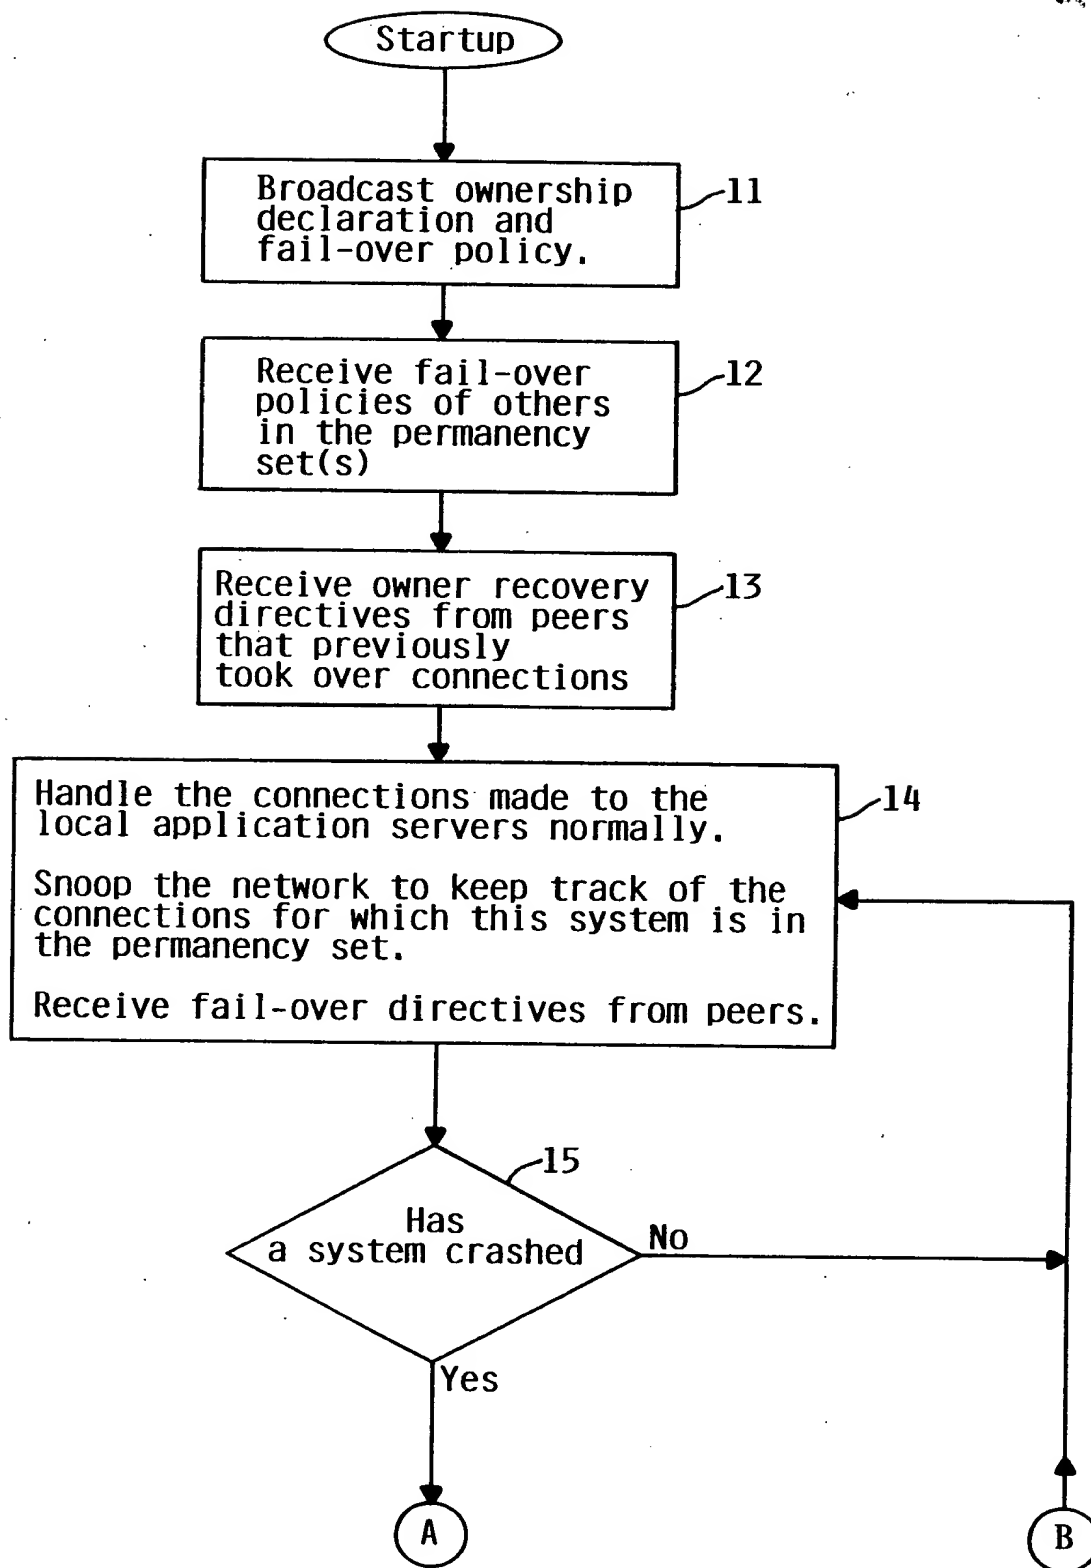 Startup
Broadcast ownership
declaration and
fail-over policy.
11
Receive fail-over
policies of others
in the permanency
set(s)
12
Receive owner recovery
directives from peers
that previously
took over connections
13
Handle the connections made to the
local application servers normally.
Snoop the network to keep track of the
connections for which this system is in
the permanency set.
Receive fail-over directives from peers.
14
15
Has
a system crashed
No
Yes
A
B